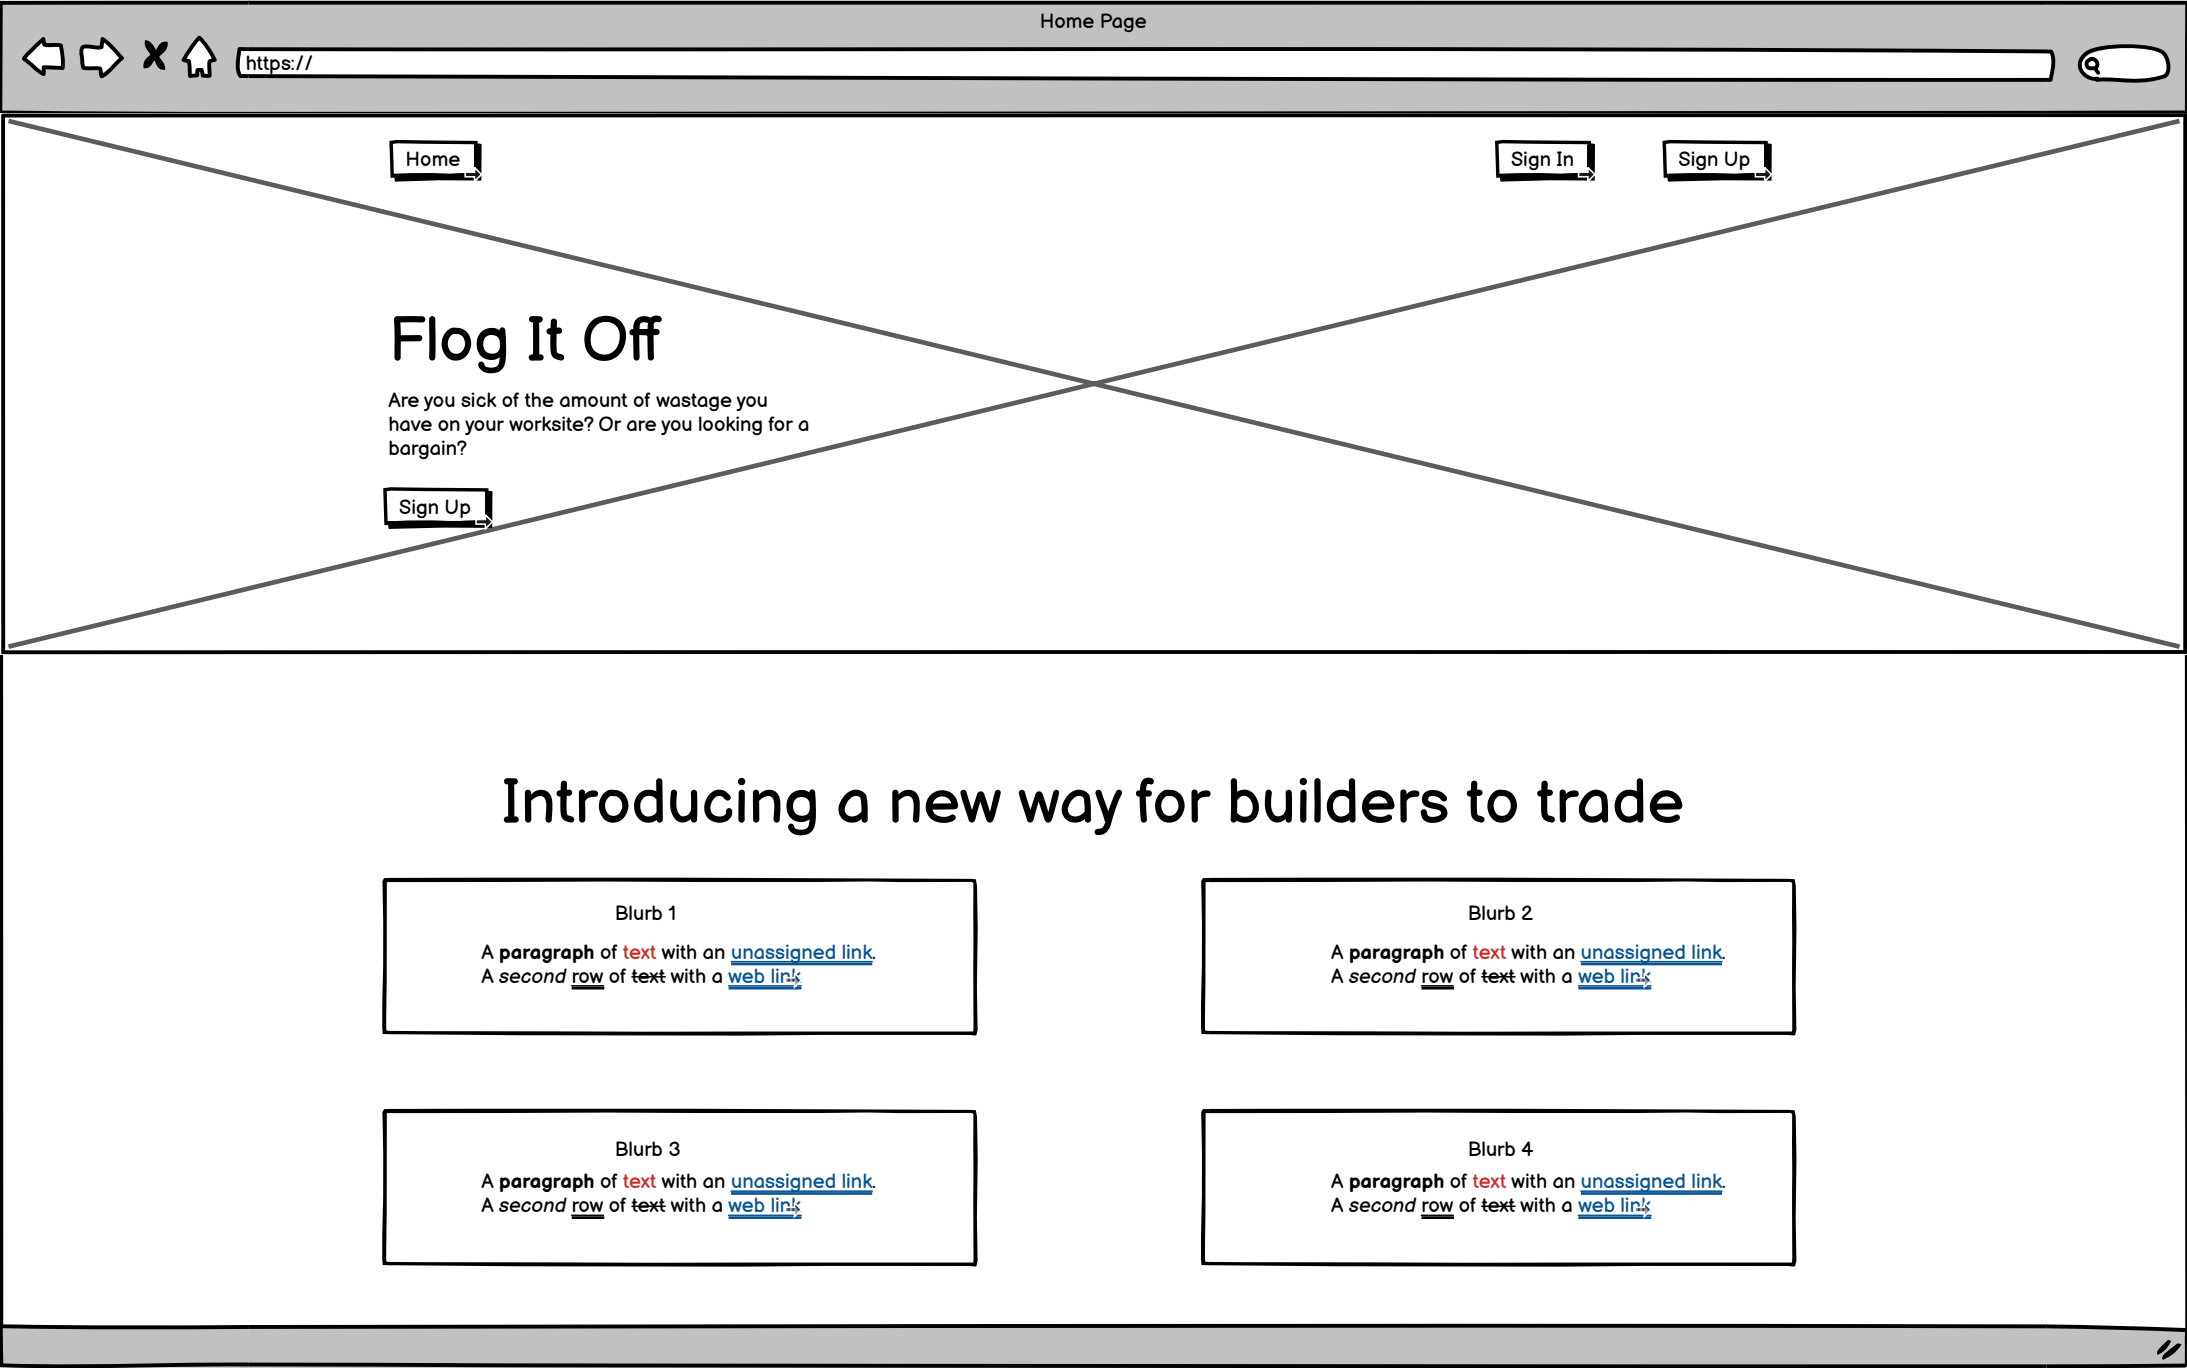 Home Page
https://
Home
Sign In
Sign Up
Flog It Off
Are you sick of the amount of wastage you
have on your worksite? Or are you looking for a
bargain?
Sign Up
Introducing a new way for builders to trade
Blurb 1
A paragraph of text with an unassigned link.
A second row of text with a web link
Blurb 2
A paragraph of text with an unassigned link.
A second row of text with a web link
Blurb 3
A paragraph of text with an unassigned link.
A second row of text with a web link
Blurb 4
A paragraph of text with an unassigned link.
A second row of text with a web link